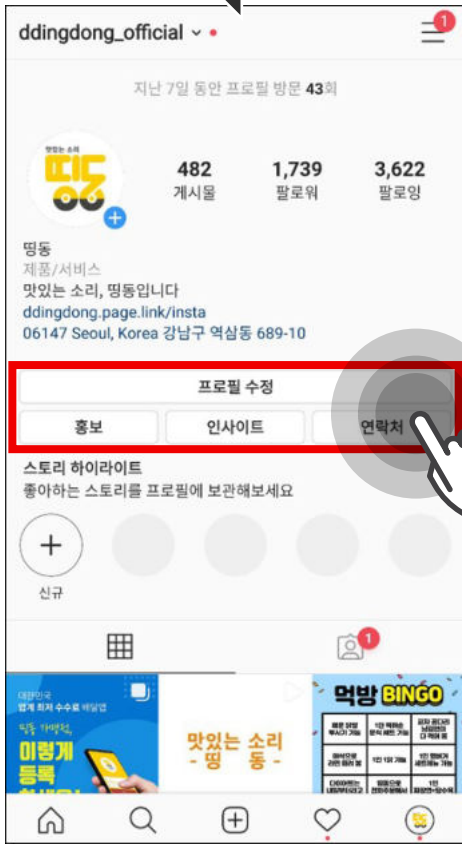 ddingdong_official
1
지난 7일 동안 프로필 방문 43회
맛있는 소리
띵동
482 1,739 3,622
게시물 팔로워 팔로잉
띵동
제품/서비스
맛있는 소리, 띵동입니다
ddingdong.page.link/insta
06147 Seoul, Korea 강남구 역삼동 689-10
프로필 수정
홍보 인사이트 연락처
스토리 하이라이트
좋아하는 스토리를 프로필에 보관해보세요
신규
1
대한민국
업계 최저 수수료 배달앱
띵동 가맹점,
이렇게
등록
하세요!
맛있는 소리
- 띵 동 -
먹방 BINGO